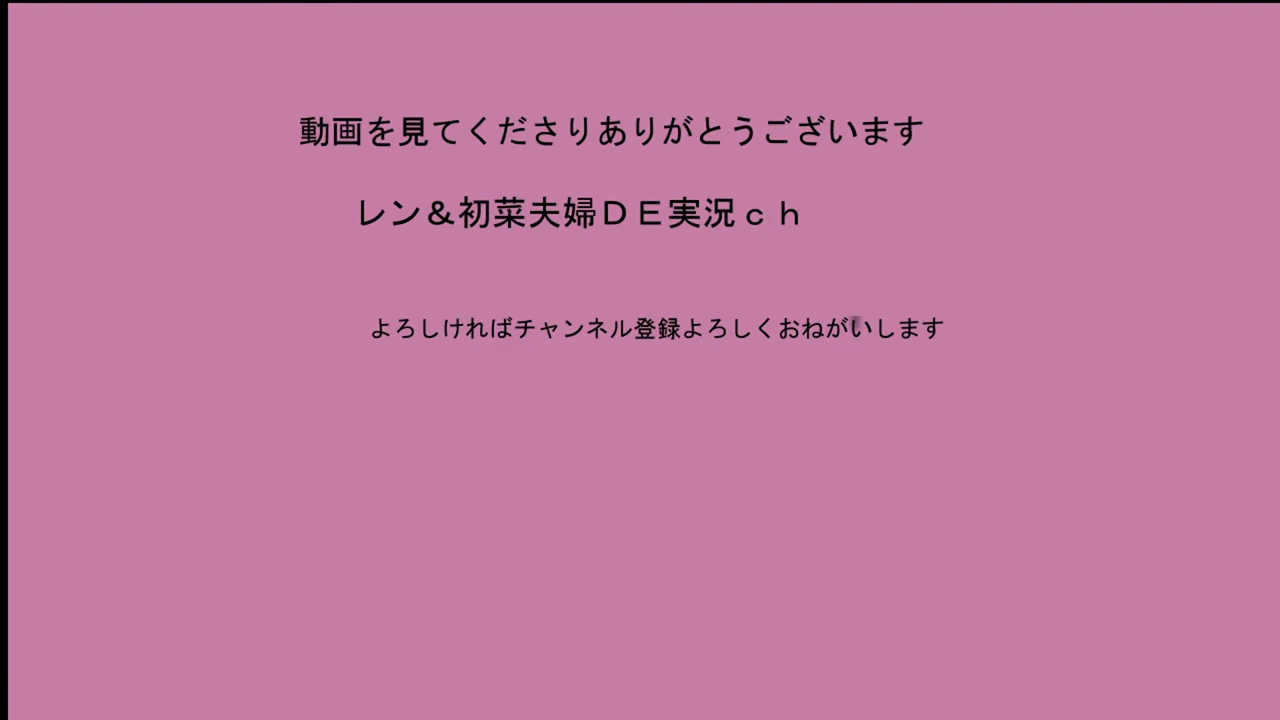 動画を見てくださりありがとうございます
レン＆初菜夫婦ＤＥ実況ｃｈ
よろしければチャンネル登録よろしくおねがいします